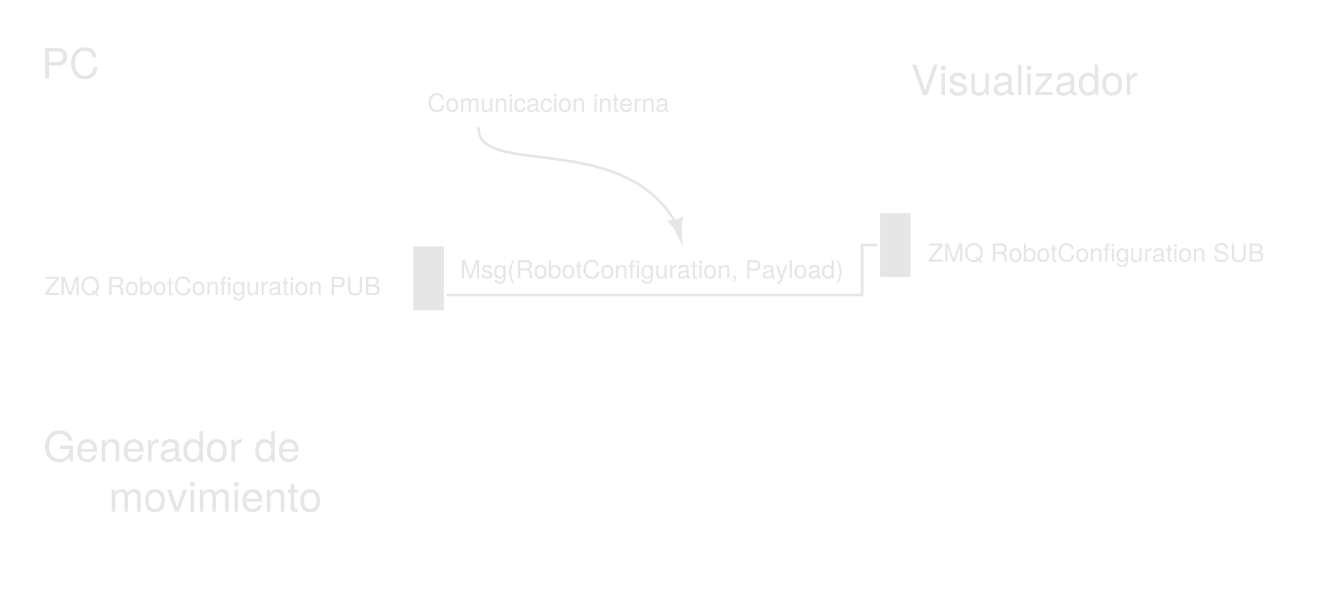 PC
Visualizador
Comunicacion interna
ZMQ RobotConfiguration SUB
Msg(RobotConfiguration, Payload)
ZMQ RobotConfiguration PUB
Generador de
movimiento